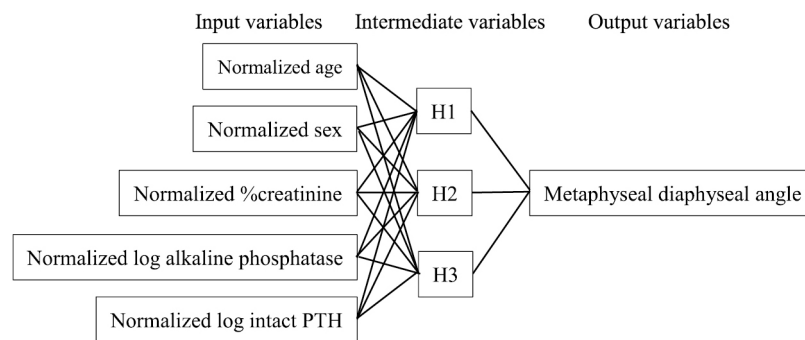 Input variables Intermediate variables Output variables
Normalized age
H1
Normalized sex
Normalized %creatinine
H2
Metaphyseal diaphyseal angle
Normalized log alkaline phosphatase
H3
Normalized log intact PTH